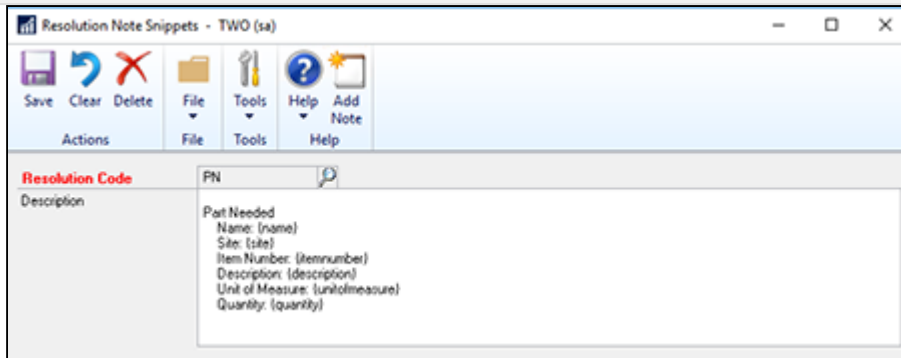 Resolution Note Snippets - TWO (sa)
Save Clear Delete File Tools Help Add Note
Actions File Tools Help
Resolution Code PN
Description
Part Needed
Name: {name}
Site: {site}
Item Number: {itemnumber}
Description: {description}
Unit of Measure: {unitofmeasure}
Quantity: {quantity}